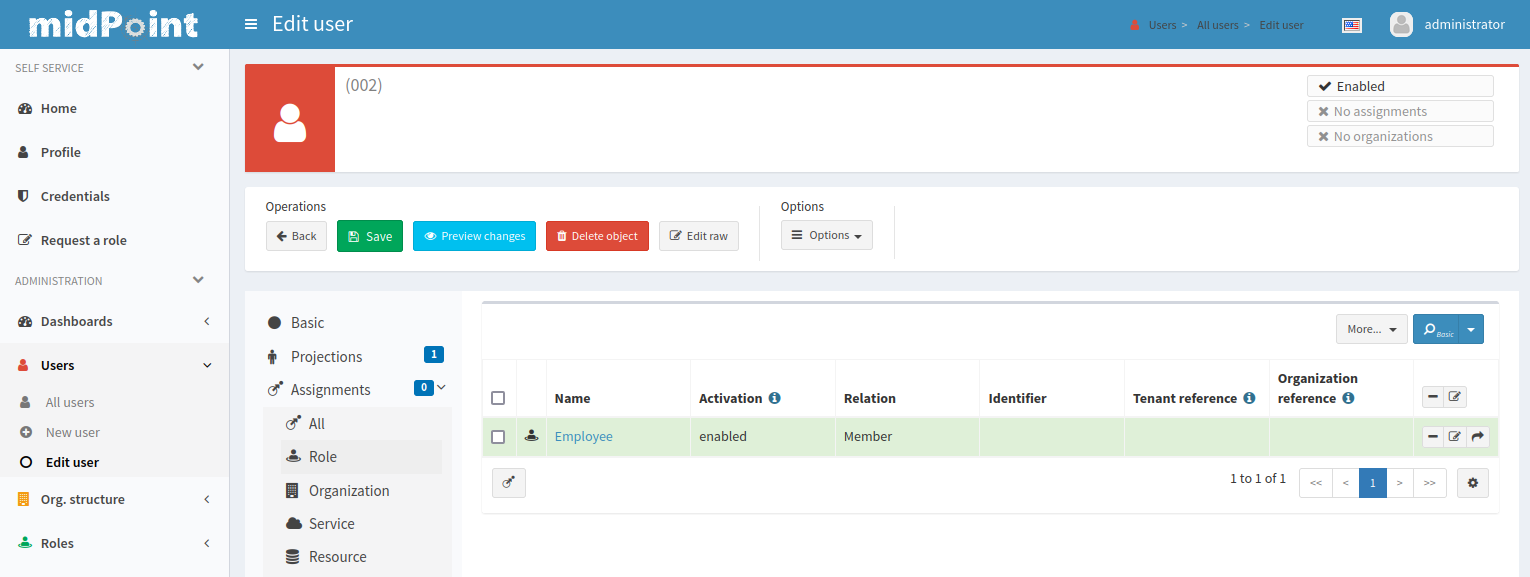 midPoint
Edit user
Users > All users > Edit user
administrator
SELF SERVICE
Home
Profile
Credentials
Request a role
ADMINISTRATION
Dashboards
Users
All users
New user
Edit user
Org. structure
Roles
(002)
Enabled
No assignments
No organizations
Operations
Back
Save
Preview changes
Delete object
Edit raw
Options
Options
Basic
Projections 1
Assignments 0
All
Role
Organization
Service
Resource
More...
Basic
Name Activation Relation Identifier Tenant reference Organization reference
Employee enabled Member
1 to 1 of 1
<< < 1 > >>